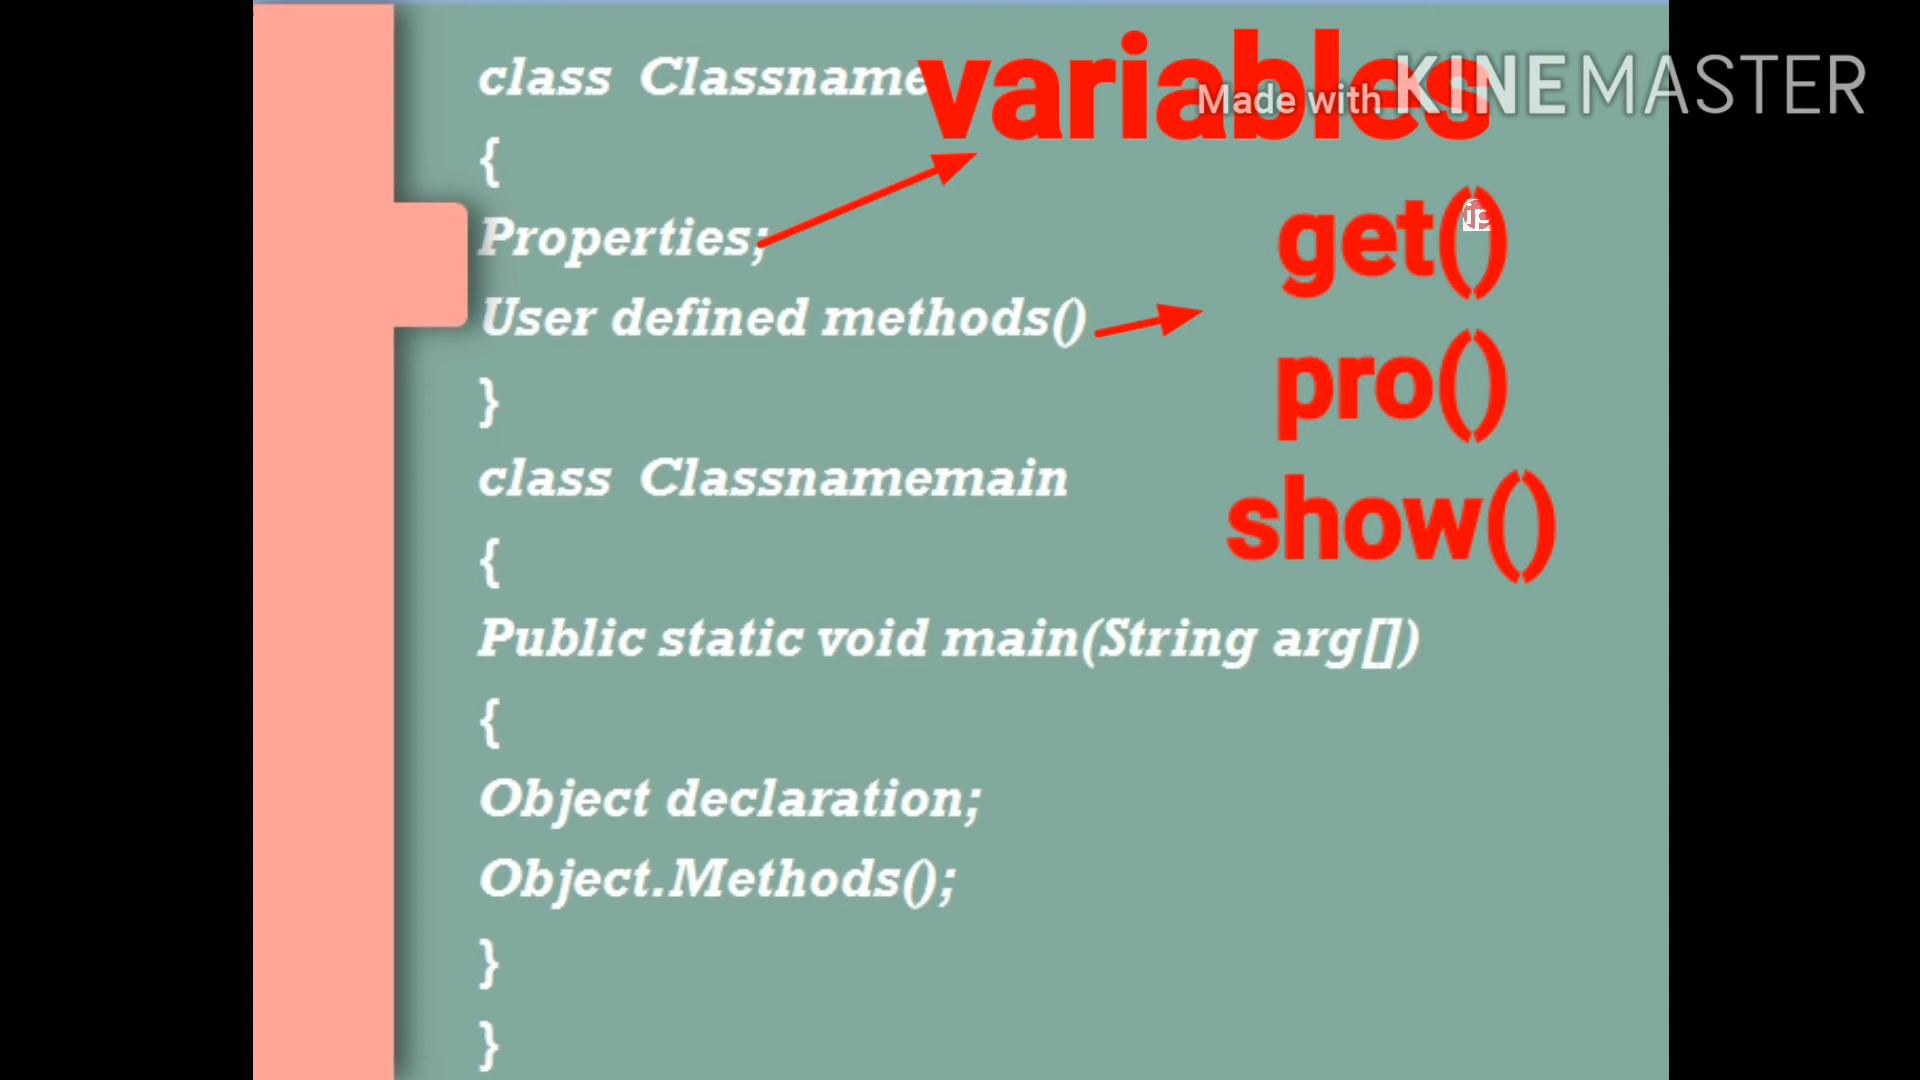 class Classname
variables
Made with KINEMASTER
{
Properties;
get()
User defined methods()
pro()
}
class Classnamemain
show()
{
Public static void main(String arg[])
{
Object declaration;
Object.Methods();
}
}